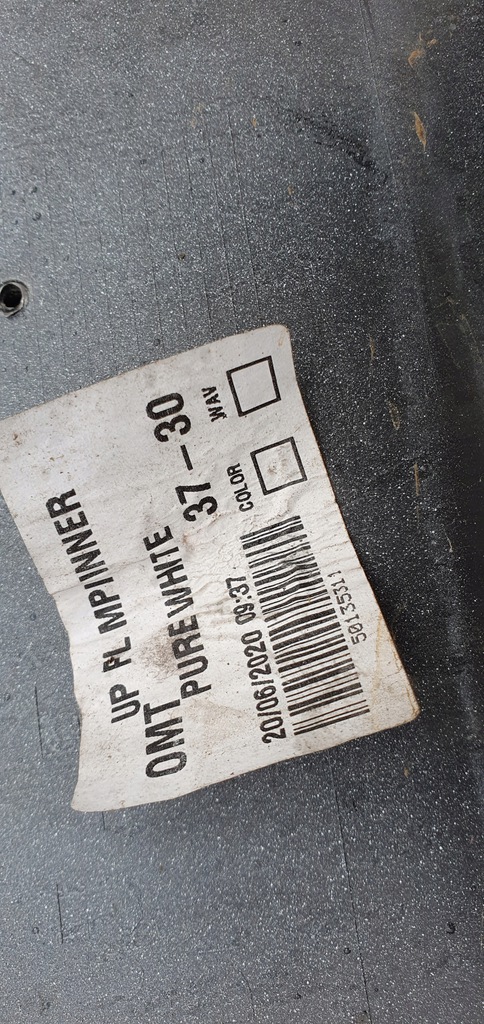 UP FL MPINNER
OMT
PURE WHITE
37-30
20/06/2020 09:37
COLOR
WAV
50135311